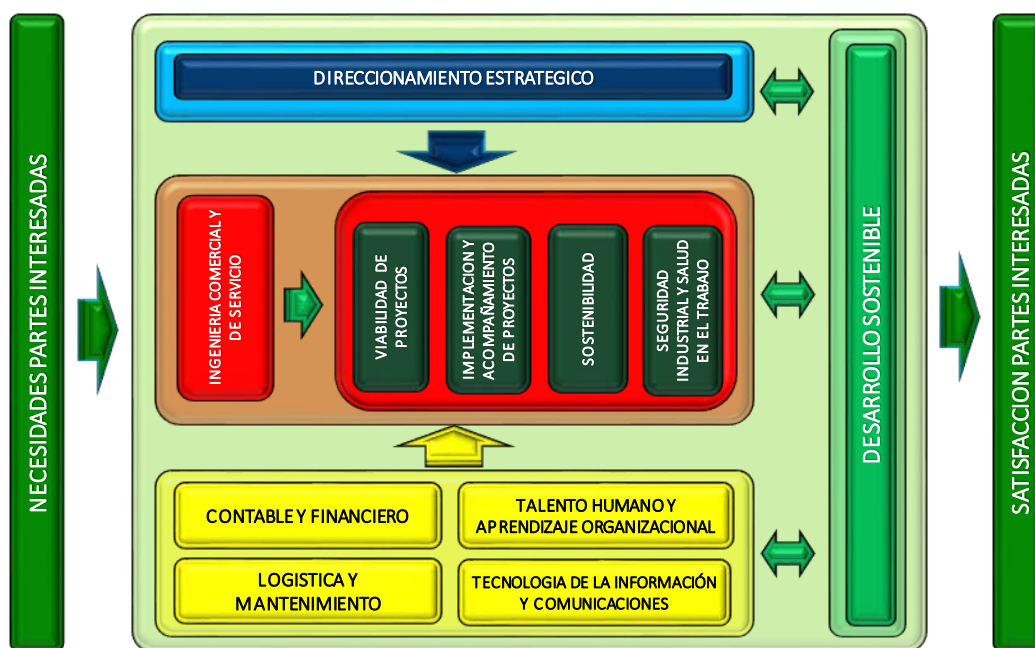 NECESIDADES PARTES INTERESADAS
DIRECCIONAMIENTO ESTRATEGICO
INGENIERIA COMERCIAL Y
DE SERVICIO
VIABILIDAD DE
PROYECTOS
IMPLEMENTACION Y
ACOMPAÑAMIENTO
DE PROYECTOS
SOSTENIBILIDAD
SEGURIDAD
INDUSTRIAL Y SALUD
EN EL TRABAJO
CONTABLE Y FINANCIERO
TALENTO HUMANO Y
APRENDIZAJE ORGANIZACIONAL
LOGISTICA Y
MANTENIMIENTO
TECNOLOGIA DE LA INFORMACIÓN
Y COMUNICACIONES
DESARROLLO SOSTENIBLE
SATISFACCION PARTES INTERESADAS